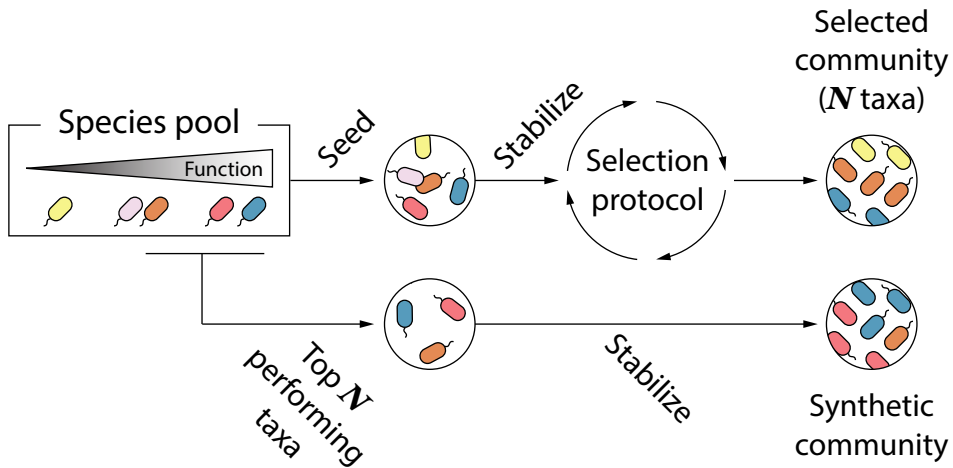 Species pool
Function
Seed
Stabilize
Selection
protocol
Selected
community
(N taxa)
Top N
performing
taxa
Stabilize
Synthetic
community